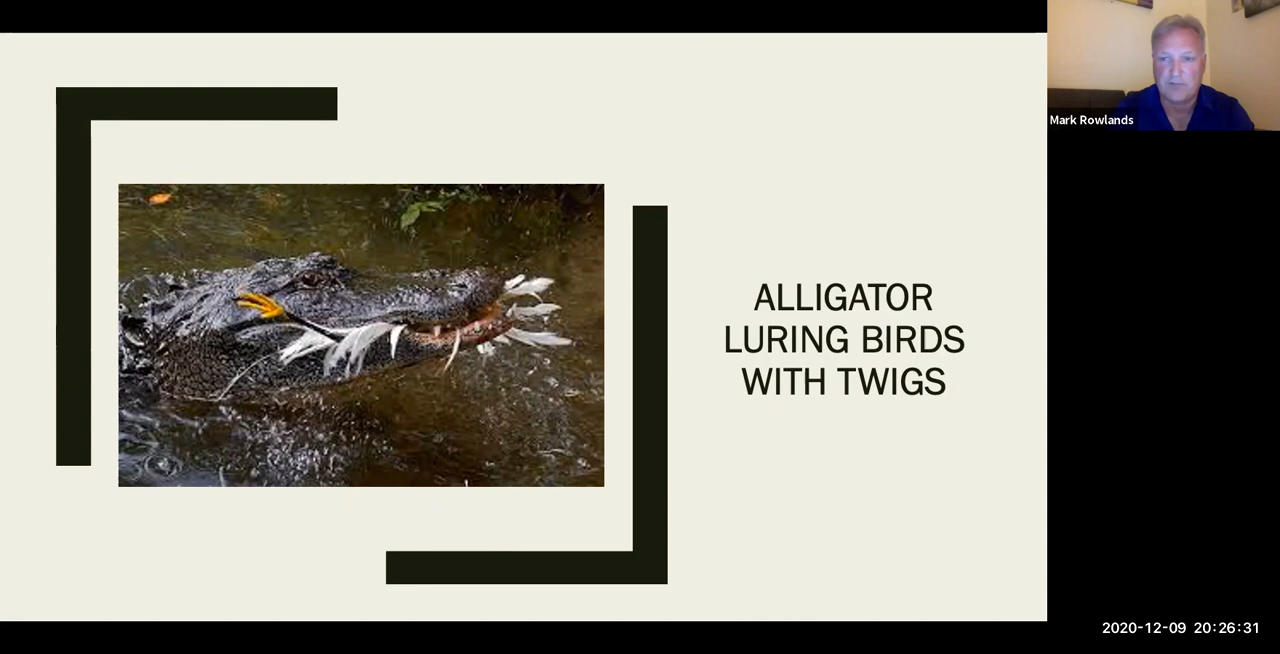 Mark Rowlands
ALLIGATOR
LURING BIRDS
WITH TWIGS
2020-12-09 20:26:31